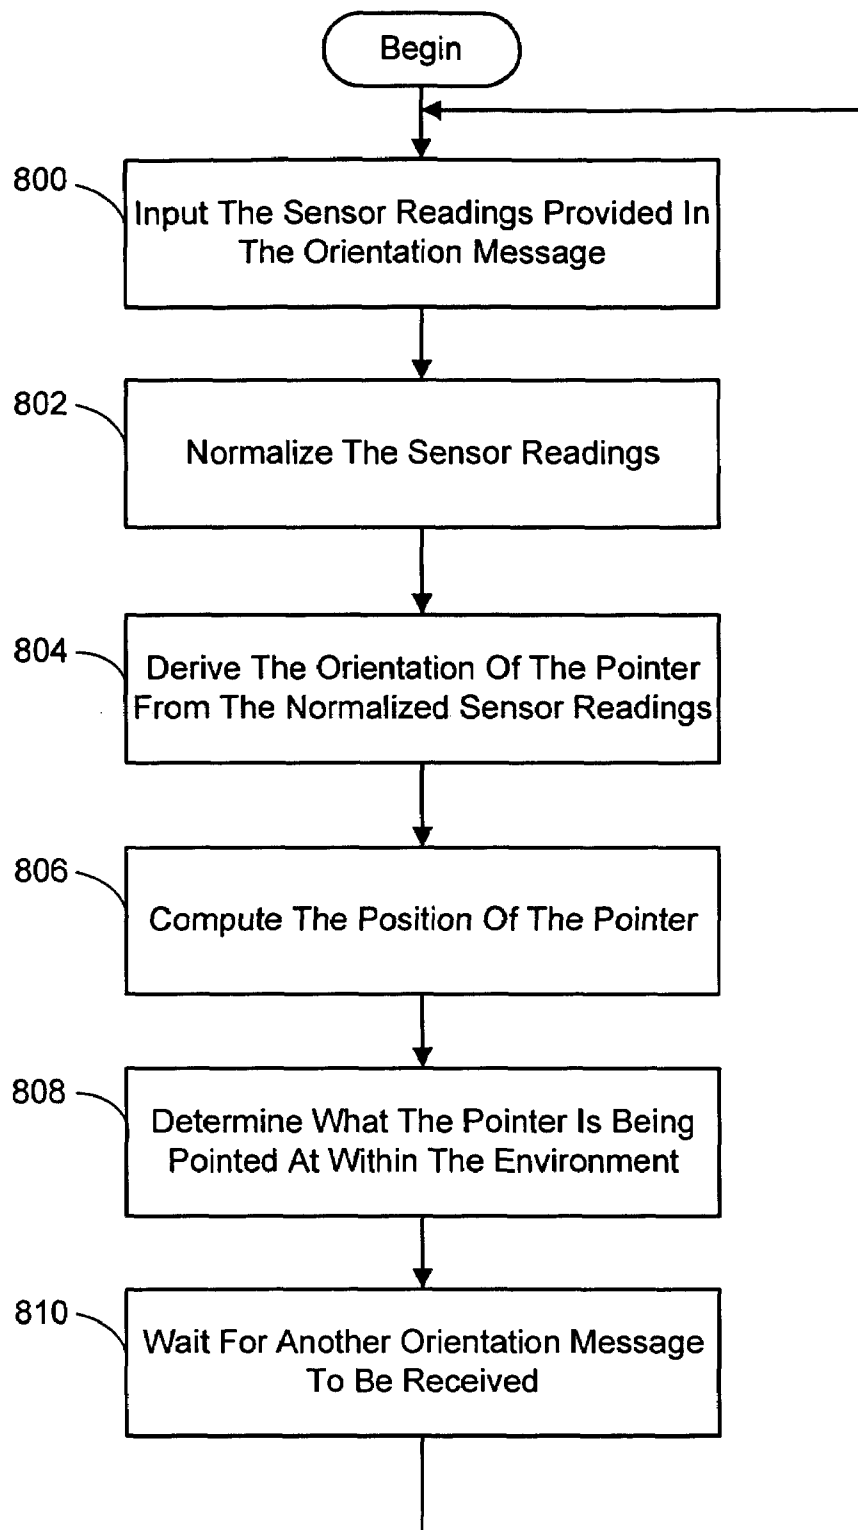 Begin
800
Input The Sensor Readings Provided In
The Orientation Message
802
Normalize The Sensor Readings
804
Derive The Orientation Of The Pointer
From The Normalized Sensor Readings
806
Compute The Position Of The Pointer
808
Determine What The Pointer Is Being
Pointed At Within The Environment
810
Wait For Another Orientation Message
To Be Received